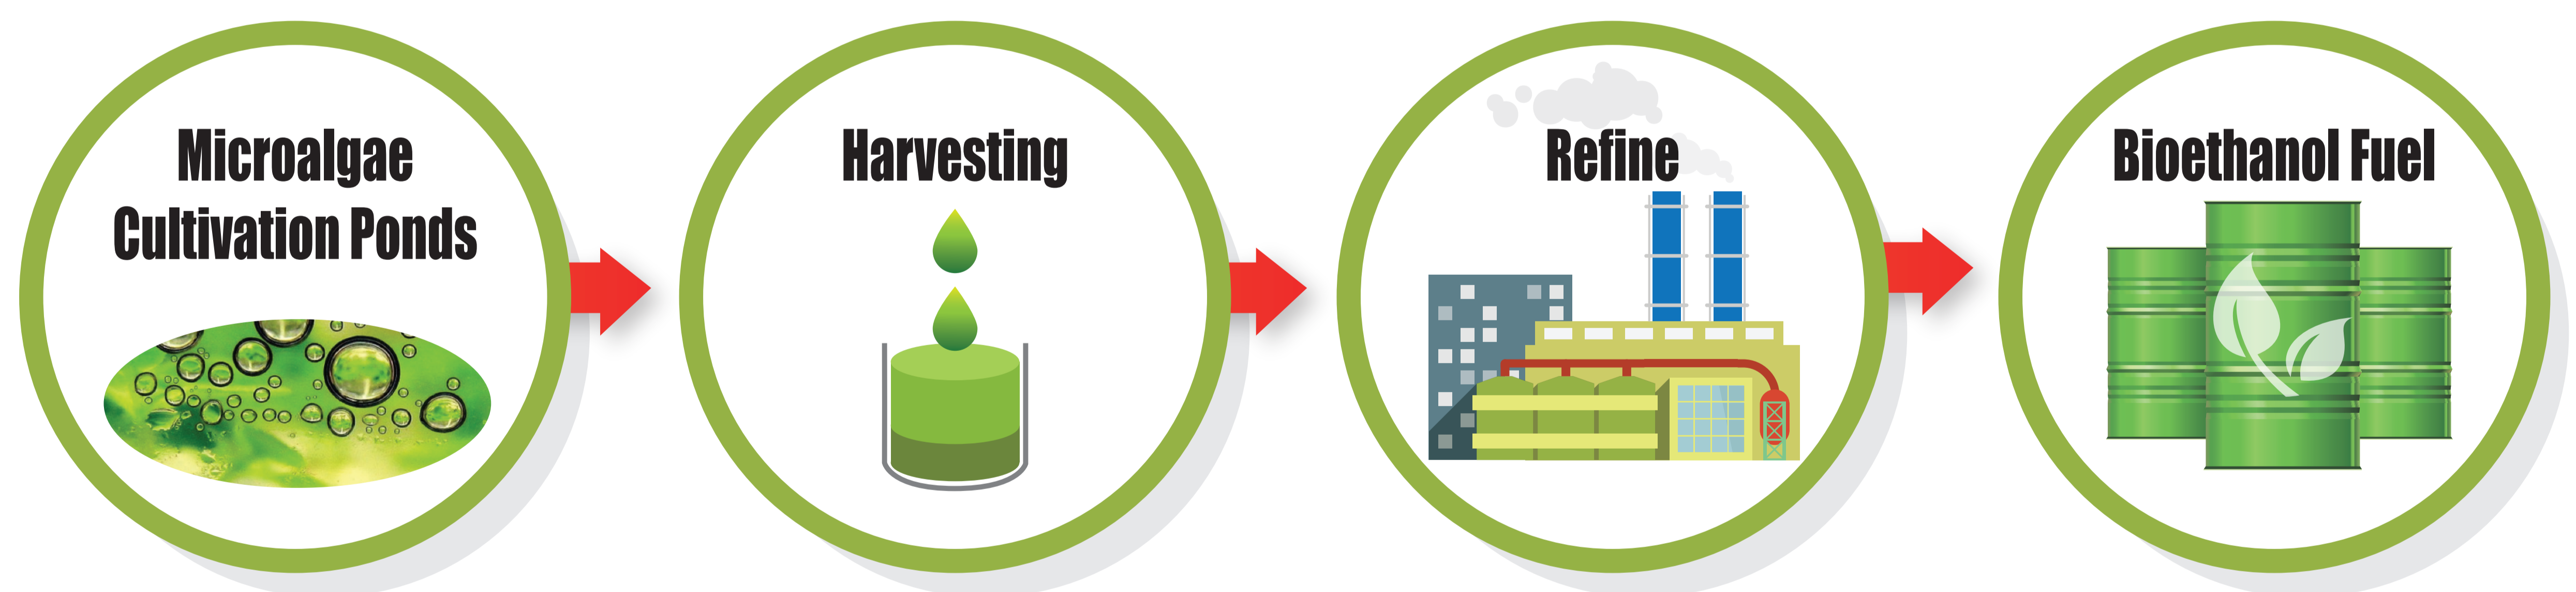 Microalgae
Cultivation Ponds
Harvesting
Refine
Bioethanol Fuel